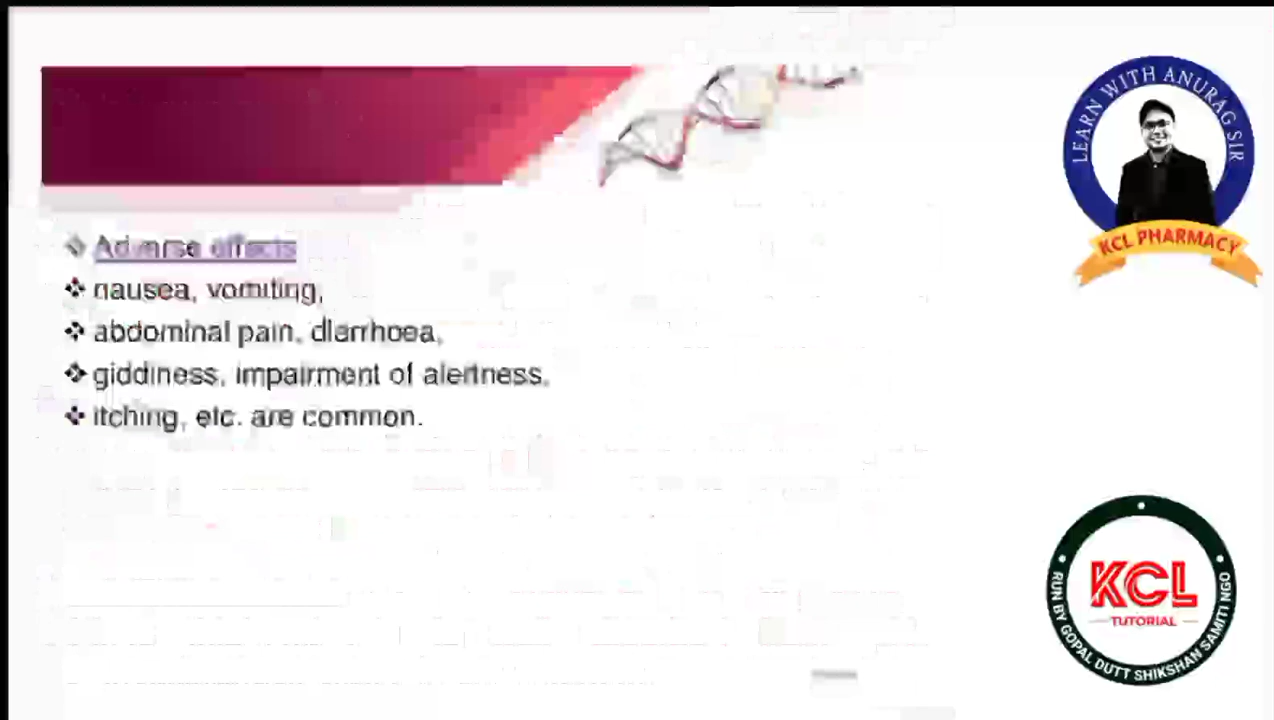 LEARN WITH ANURAG SIR
KCL PHARMACY
Adverse effects
nausea, vomiting,
abdominal pain, diarrhoea,
giddiness, impairment of alertness,
itching, etc. are common.
KCL
TUTORIAL
RUN BY GOPAL DUTT SHIKSHAN SAMITI NGO